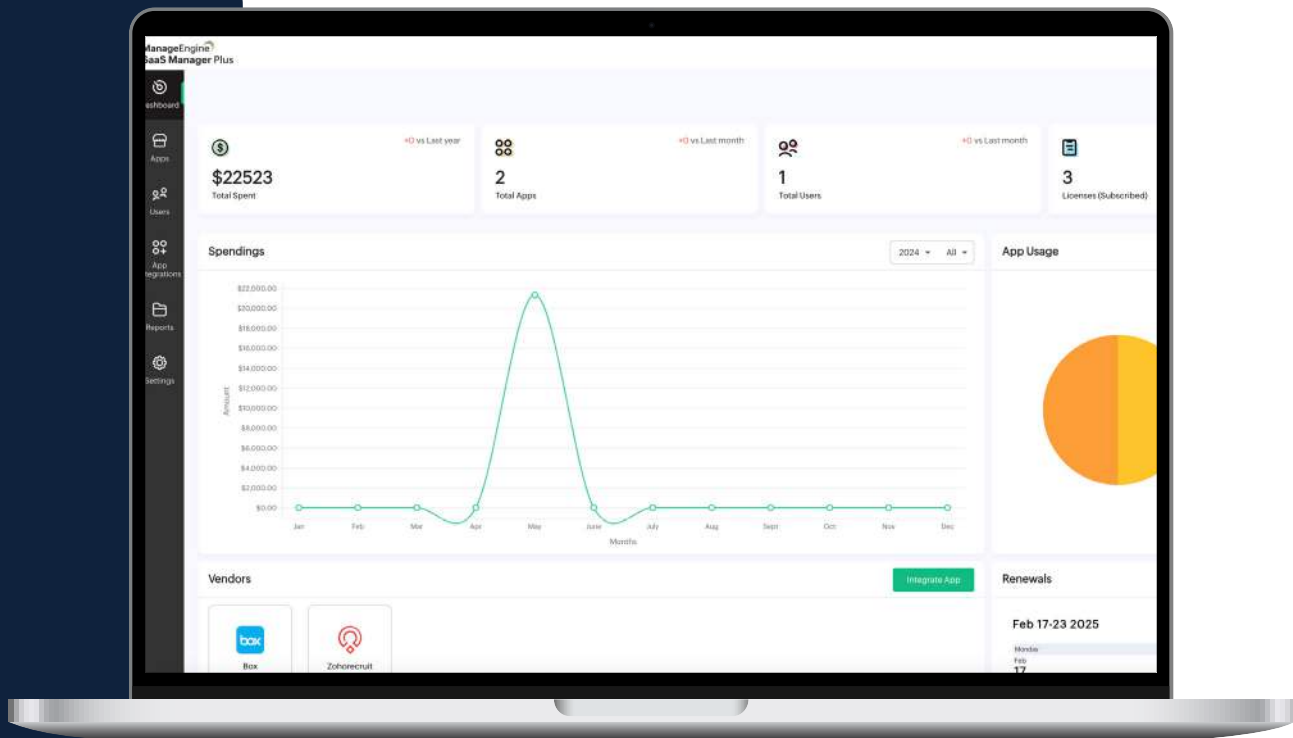 ManageEngine
SaaS Manager Plus
ashboard
Apps
Users
App
tegrations
Reports
Settings
+0 vs Last year
$22523
Total Spent
+0 vs Last month
2
Total Apps
+0 vs Last month
1
Total Users
3
Licenses (Subscribed)
Spendings
2024
All
$22,000.00
$20,000.00
$18,000.00
$16,000.00
$14,000.00
$12,000.00
$10,000.00
$8,000.00
$6,000.00
$4,000.00
$2,000.00
$0.00
Amount
Jan
Feb
Mar
Apr
May
June
July
Aug
Sept
Oct
Nov
Dec
Months
App Usage
Vendors
Integrate App
box
Box
Zohorecruit
Renewals
Feb 17-23 2025
Monday
Feb
17